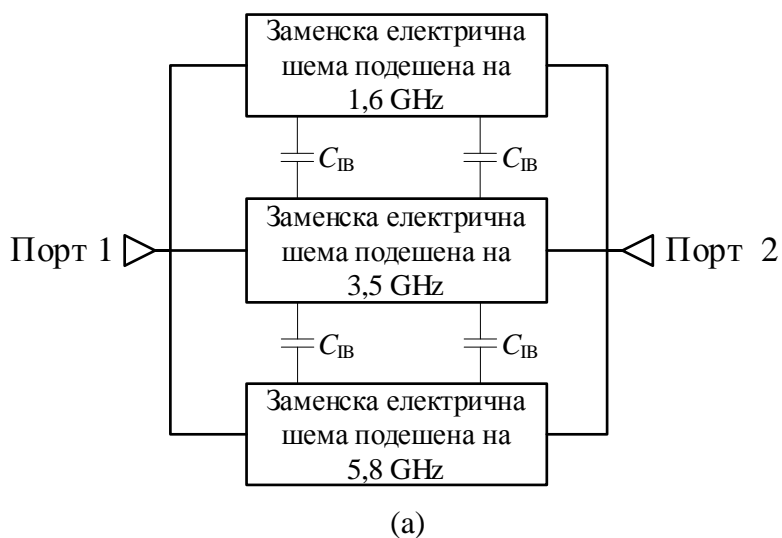 Заменска електрична
шема подешена на
1,6 GHz
C_IB C_IB
Порт 1
Заменска електрична
шема подешена на
3,5 GHz
Порт 2
C_IB C_IB
Заменска електрична
шема подешена на
5,8 GHz
(а)